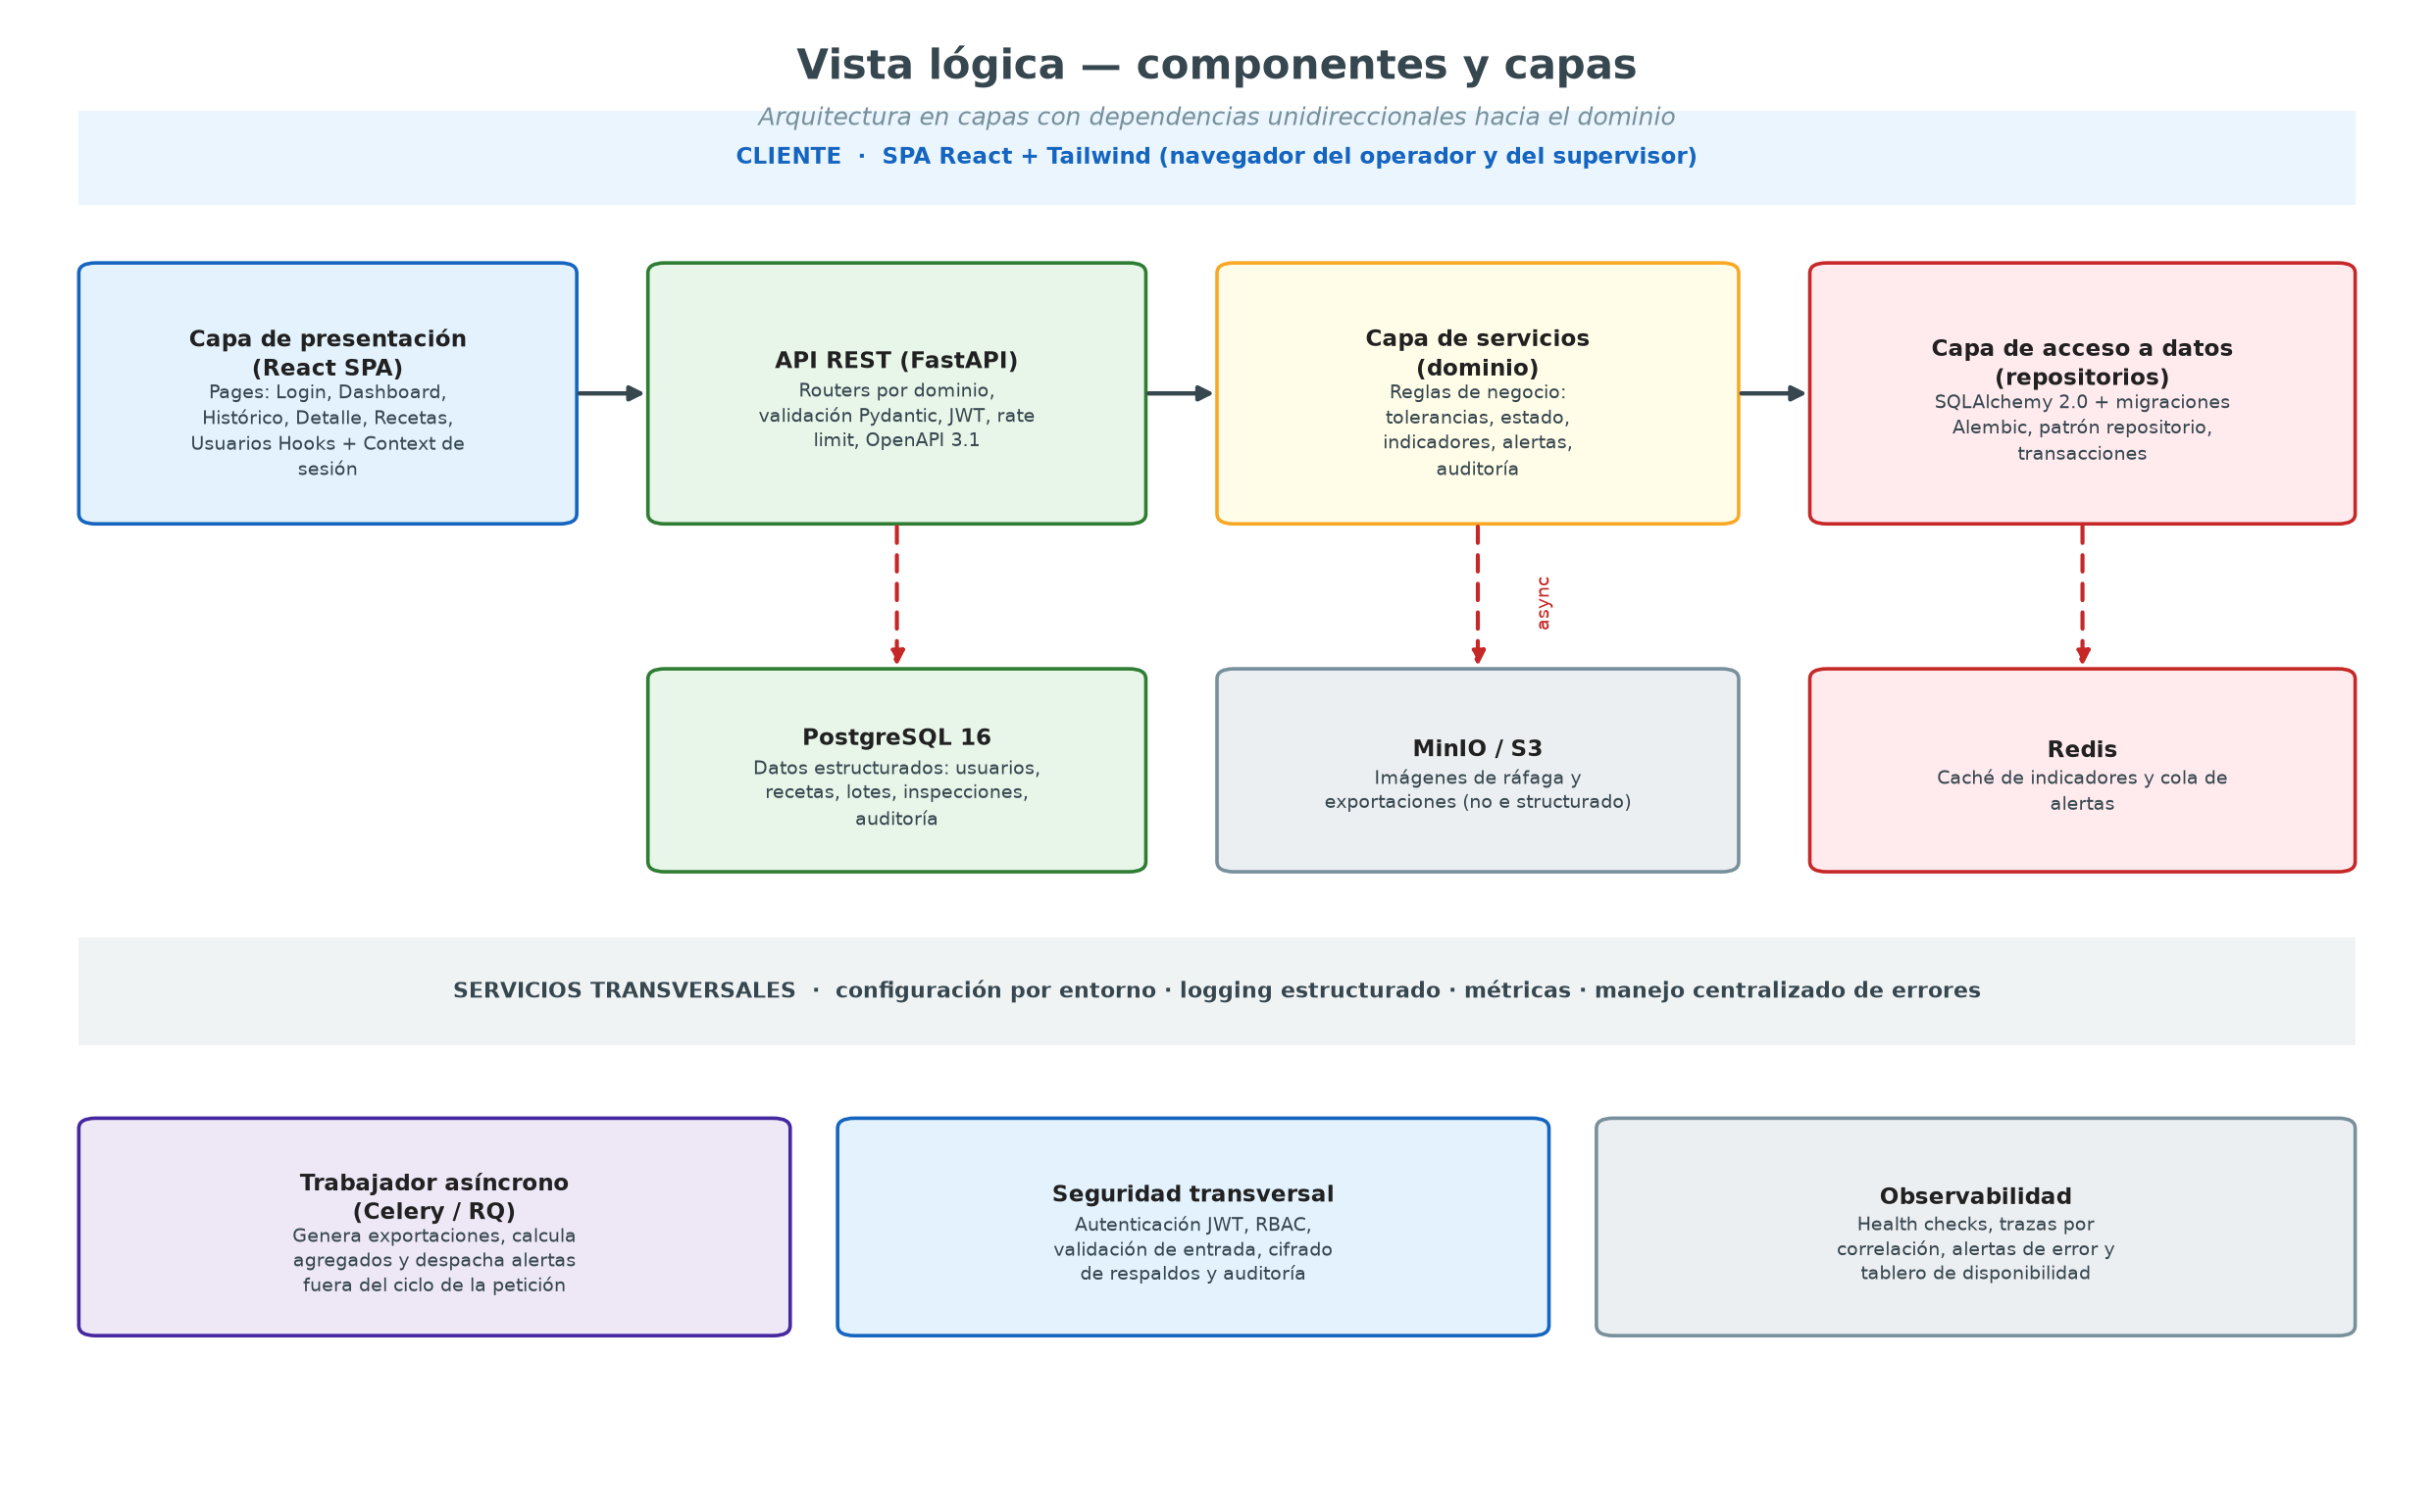 Vista lógica — componentes y capas
Arquitectura en capas con dependencias unidireccionales hacia el dominio
CLIENTE · SPA React + Tailwind (navegador del operador y del supervisor)
Capa de presentación
(React SPA)
Pages: Login, Dashboard,
Histórico, Detalle, Recetas,
Usuarios Hooks + Context de
sesión
API REST (FastAPI)
Routers por dominio,
validación Pydantic, JWT, rate
limit, OpenAPI 3.1
Capa de servicios
(dominio)
Reglas de negocio:
tolerancias, estado,
indicadores, alertas,
auditoría
Capa de acceso a datos
(repositorios)
SQLAlchemy 2.0 + migraciones
Alembic, patrón repositorio,
transacciones
async
PostgreSQL 16
Datos estructurados: usuarios,
recetas, lotes, inspecciones,
auditoría
MinIO / S3
Imágenes de ráfaga y
exportaciones (no e structurado)
Redis
Caché de indicadores y cola de
alertas
SERVICIOS TRANSVERSALES · configuración por entorno · logging estructurado · métricas · manejo centralizado de errores
Trabajador asíncrono
(Celery / RQ)
Genera exportaciones, calcula
agregados y despacha alertas
fuera del ciclo de la petición
Seguridad transversal
Autenticación JWT, RBAC,
validación de entrada, cifrado
de respaldos y auditoría
Observabilidad
Health checks, trazas por
correlación, alertas de error y
tablero de disponibilidad